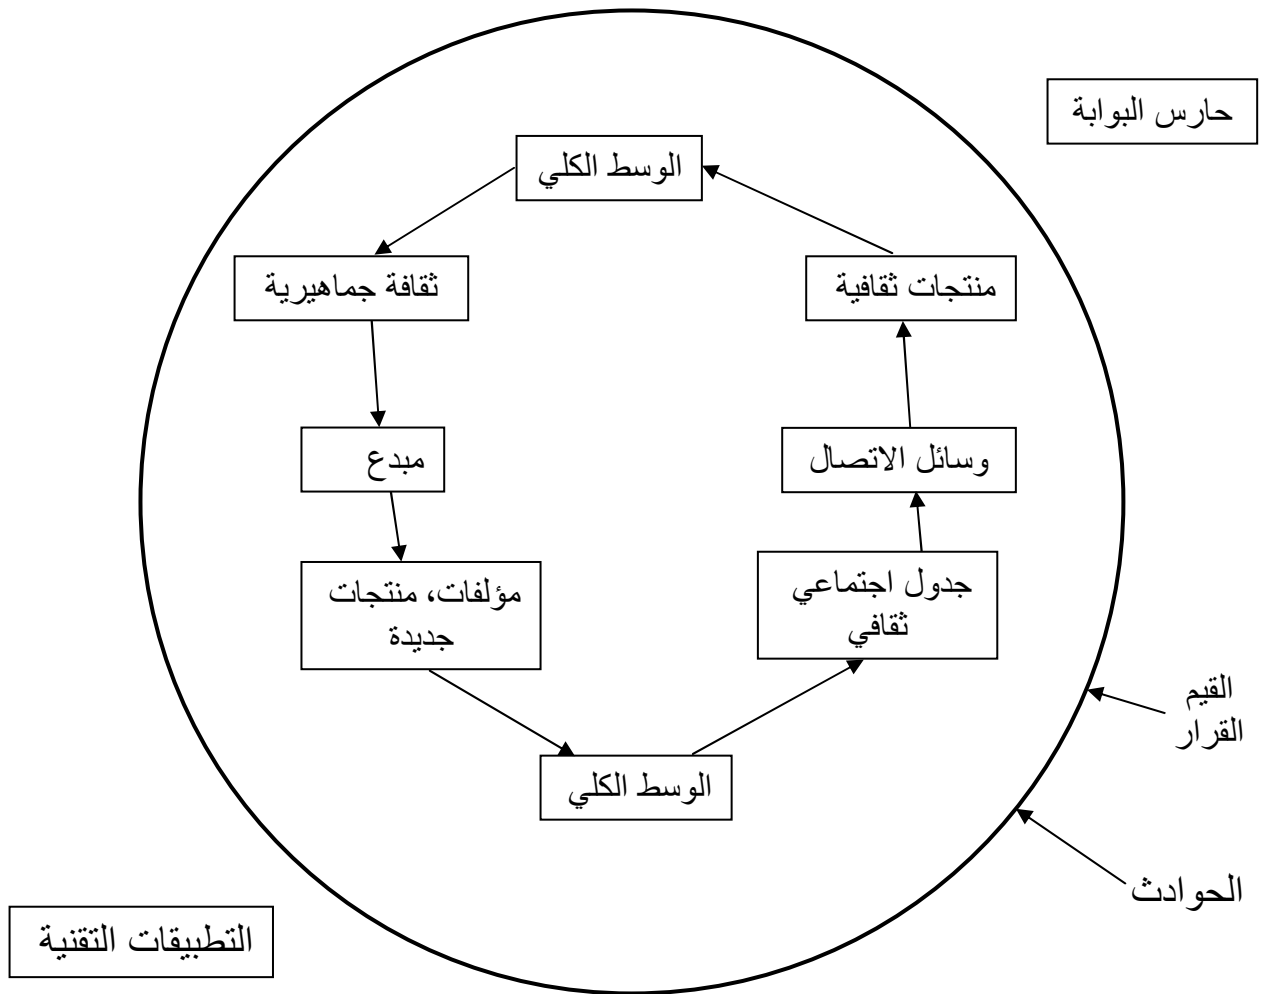 حارس البوابة
الوسط الكلي
منتجات ثقافية
ثقافة جماهيرية
وسائل الاتصال
مبدع
جدول اجتماعي
ثقافي
مؤلفات، منتجات
جديدة
القيم
القرار
الوسط الكلي
الحوادث
التطبيقات التقنية